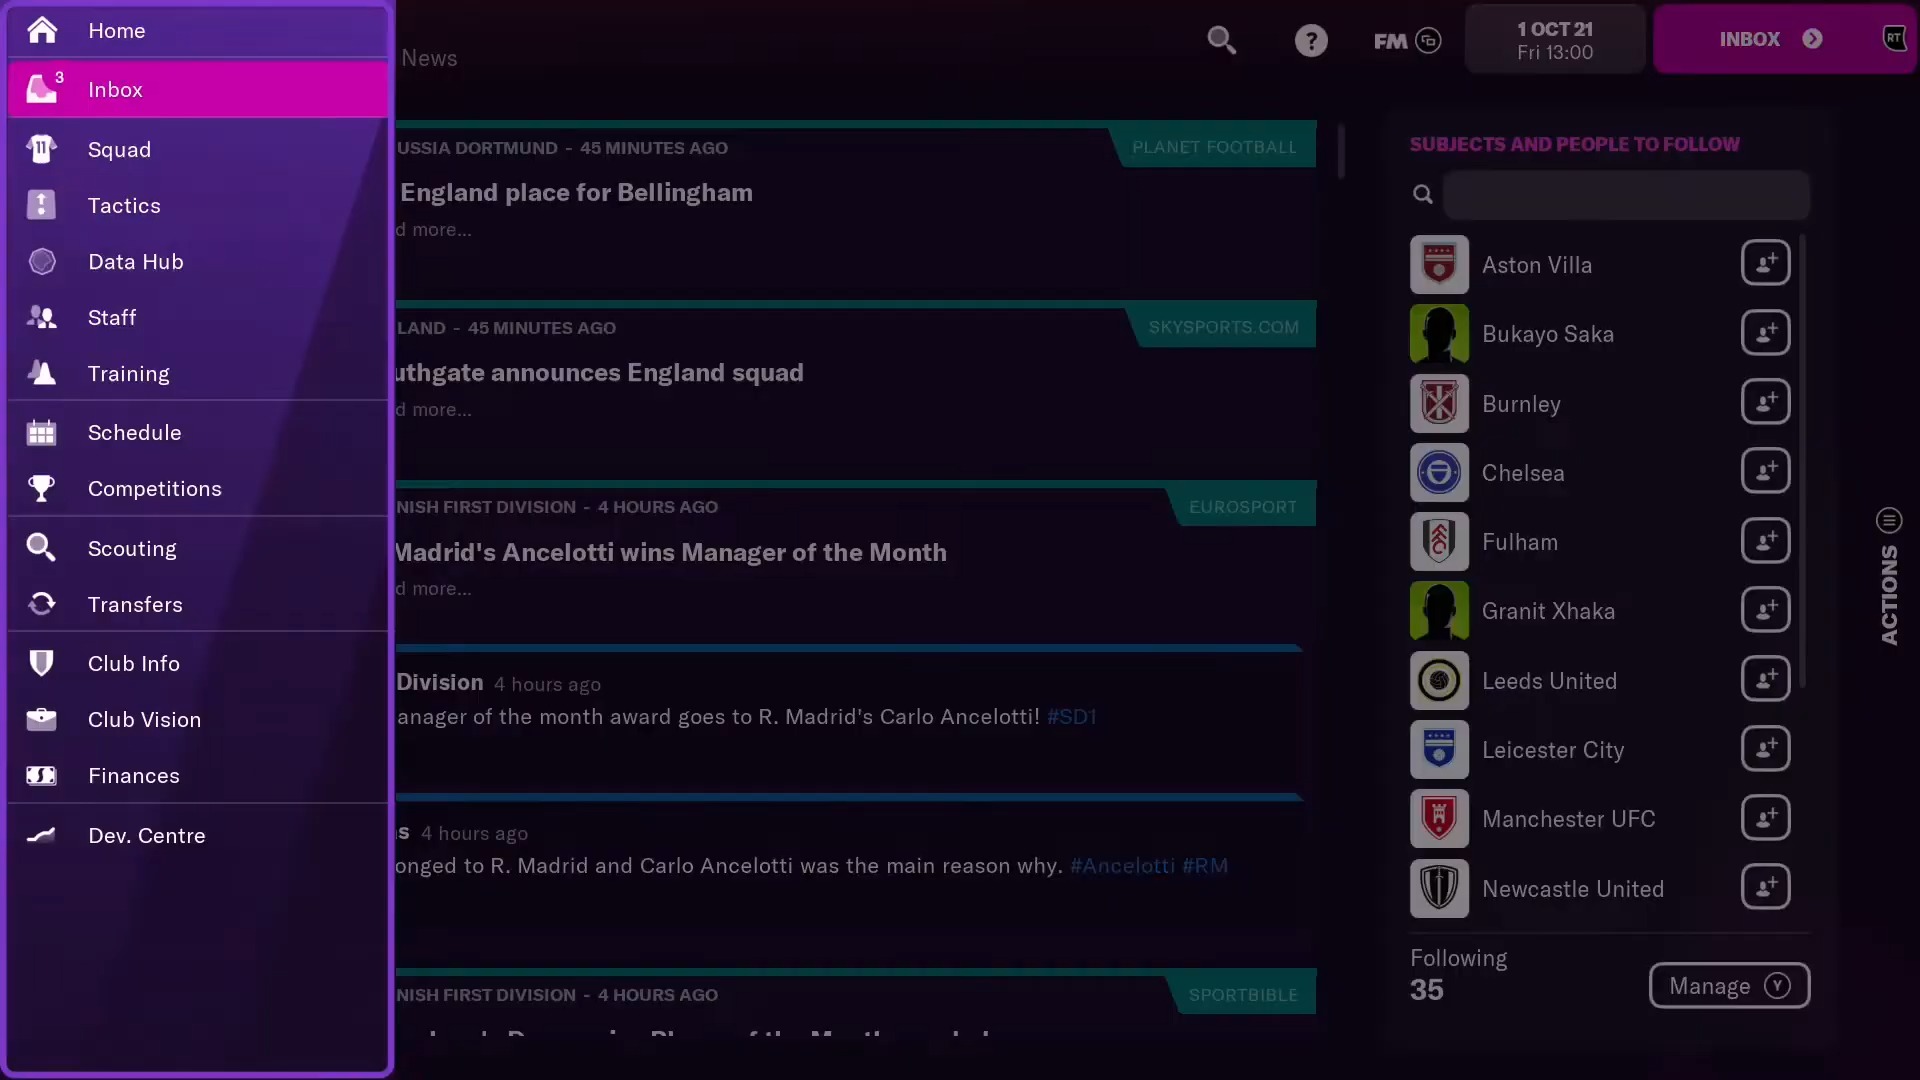 Home
3
Inbox
Squad
Tactics
Data Hub
Staff
Training
Schedule
Competitions
Scouting
Transfers
Club Info
Club Vision
Finances
Dev. Centre
News
?
FM
1 OCT 21
Fri 13:00
INBOX
RT
USSIA DORTMUND - 45 MINUTES AGO
PLANET FOOTBALL
England place for Bellingham
d more...
LAND - 45 MINUTES AGO
SKYSPORTS.COM
uthgate announces England squad
d more...
NISH FIRST DIVISION - 4 HOURS AGO
EUROSPORT
Madrid's Ancelotti wins Manager of the Month
d more...
Division 4 hours ago
anager of the month award goes to R. Madrid's Carlo Ancelotti! #SD1
s 4 hours ago
onged to R. Madrid and Carlo Ancelotti was the main reason why. #Ancelotti #RM
NISH FIRST DIVISION - 4 HOURS AGO
SPORTBIBLE
SUBJECTS AND PEOPLE TO FOLLOW
Aston Villa
Bukayo Saka
Burnley
Chelsea
Fulham
Granit Xhaka
Leeds United
Leicester City
Manchester UFC
Newcastle United
Following
35
Manage Y
ACTIONS